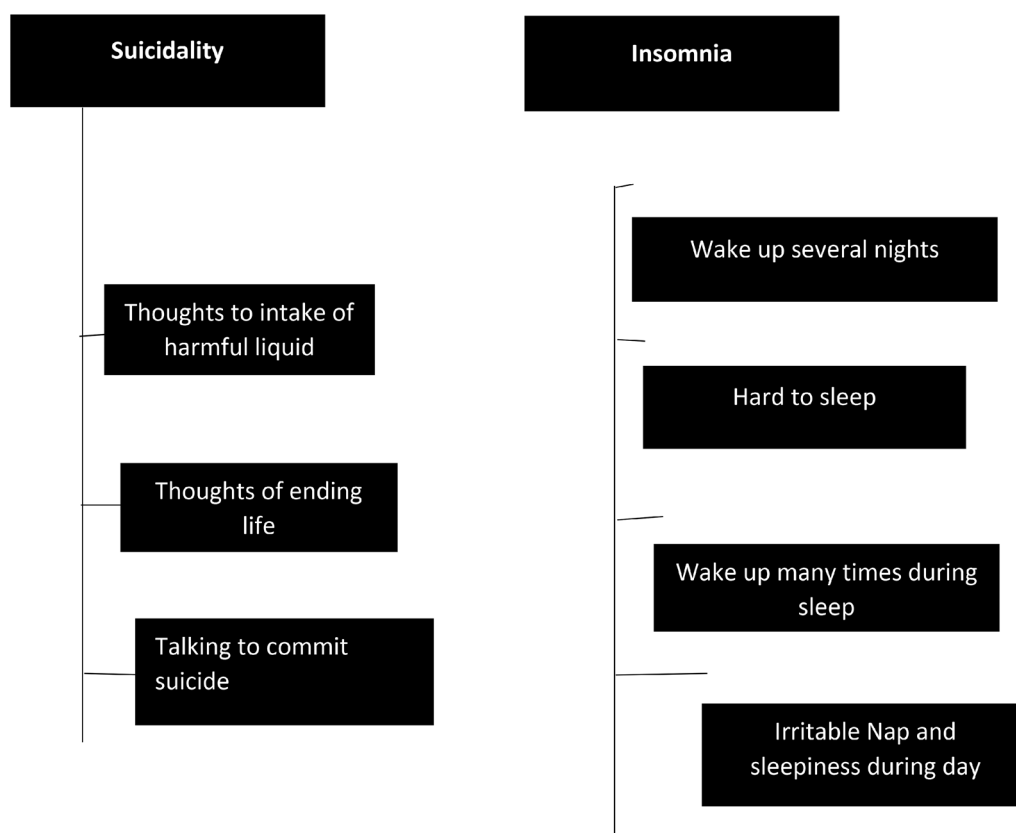 Suicidality
Thoughts to intake of
harmful liquid
Thoughts of ending
life
Talking to commit
suicide
Insomnia
Wake up several nights
Hard to sleep
Wake up many times during
sleep
Irritable Nap and
sleepiness during day